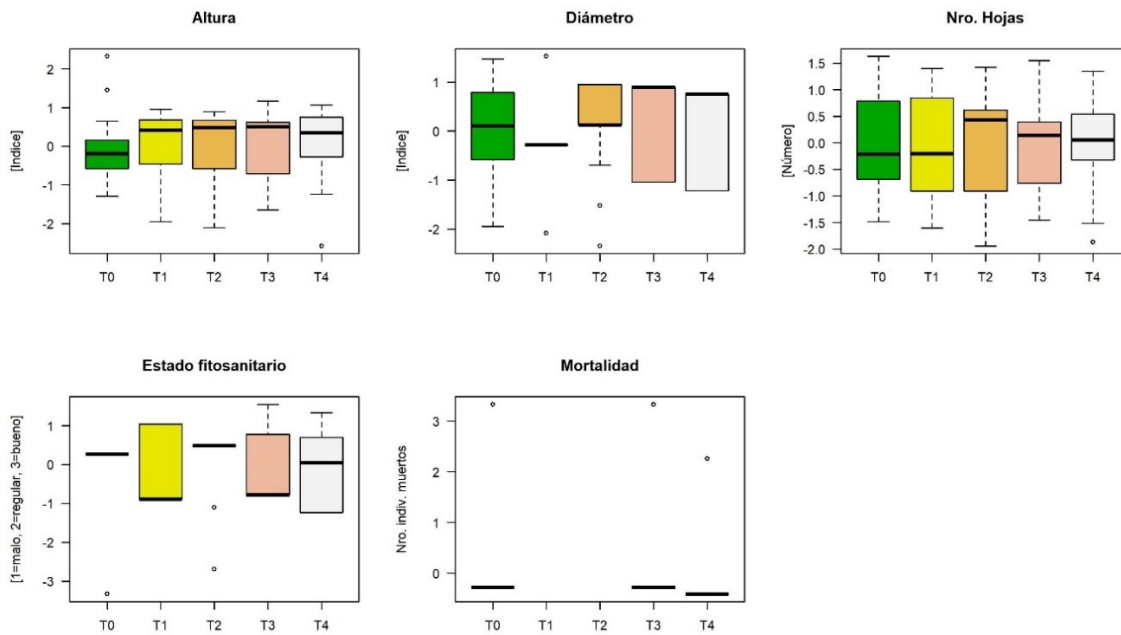 Altura
[Indice]
2
1
0
-1
-2
T0 T1 T2 T3 T4
Diámetro
[Indice]
1
0
-1
-2
T0 T1 T2 T3 T4
Nro. Hojas
[Número]
1.5
1.0
0.5
0.0
-0.5
-1.0
-1.5
-2.0
T0 T1 T2 T3 T4
Estado fitosanitario
[1=malo, 2=regular, 3=bueno]
1
0
-1
-2
-3
T0 T1 T2 T3 T4
Mortalidad
Nro. indiv. muertos
3
2
1
0
T0 T1 T2 T3 T4